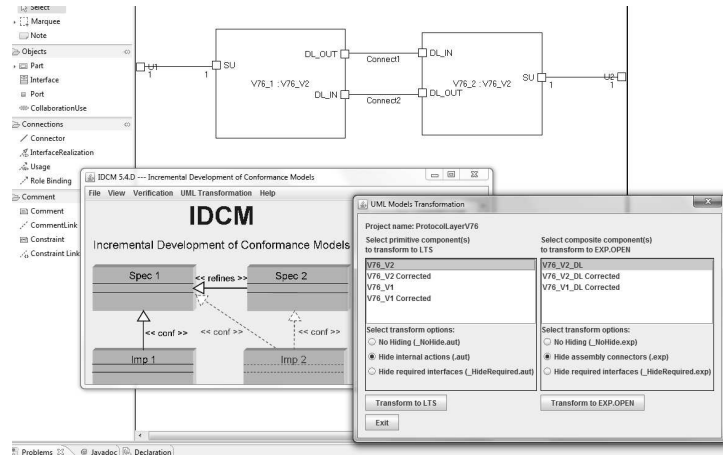 Select
Marquee
Note
Objects
Part
Interface
Port
CollaborationUse
Connections
Connector
InterfaceRealization
Usage
Role Binding
Comment
Comment
CommentLink
Constraint
Constraint Link
U1
1
1
SU
DL_OUT
V76_1 : V76_V2
DL_IN
Connect1
Connect2
DL_IN
V76_2 : V76_V2
DL_OUT
SU
1
U2
1
IDCM 5.4.D --- Incremental Development of Conformance Models
File View Verification UML Transformation Help
IDCM
Incremental Development of Conformance Models
Spec 1
<< refines >>
Spec 2
<< conf >>
<< conf >>
<< conf >>
Imp 1
Imp 2
UML Models Transformation
Project name: ProtocolLayerV76
Select primitive component(s)
to transform to LTS
V76_V2
V76_V2 Corrected
V76_V1
V76_V1 Corrected
Select transform options:
No Hiding (_NoHide.aut)
Hide internal actions (.aut)
Hide required interfaces (_HideRequired.aut)
Transform to LTS
Exit
Select composite component(s)
to transform to EXP.OPEN
V76_V2_DL
V76_V2_DL Corrected
V76_V1_DL Corrected
Select transform options:
No Hiding (_NoHide.exp)
Hide assembly connectors (.exp)
Hide required interfaces (_HideRequired.exp)
Transform to EXP.OPEN
Problems
Javadoc
Declaration